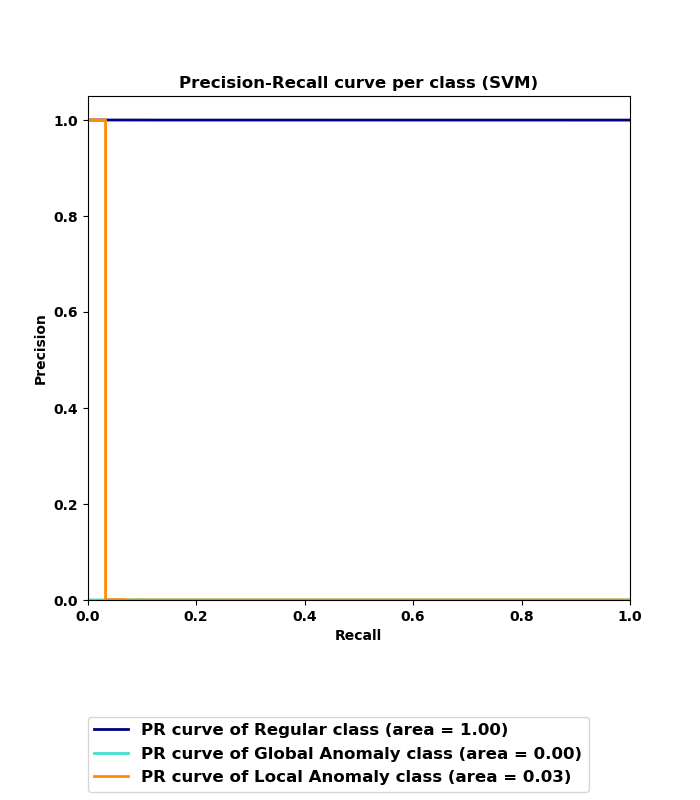 Precision-Recall curve per class (SVM)
1.0
0.8
0.6
0.4
0.2
0.0
Precision
0.0 0.2 0.4 0.6 0.8 1.0
Recall
PR curve of Regular class (area = 1.00)
PR curve of Global Anomaly class (area = 0.00)
PR curve of Local Anomaly class (area = 0.03)